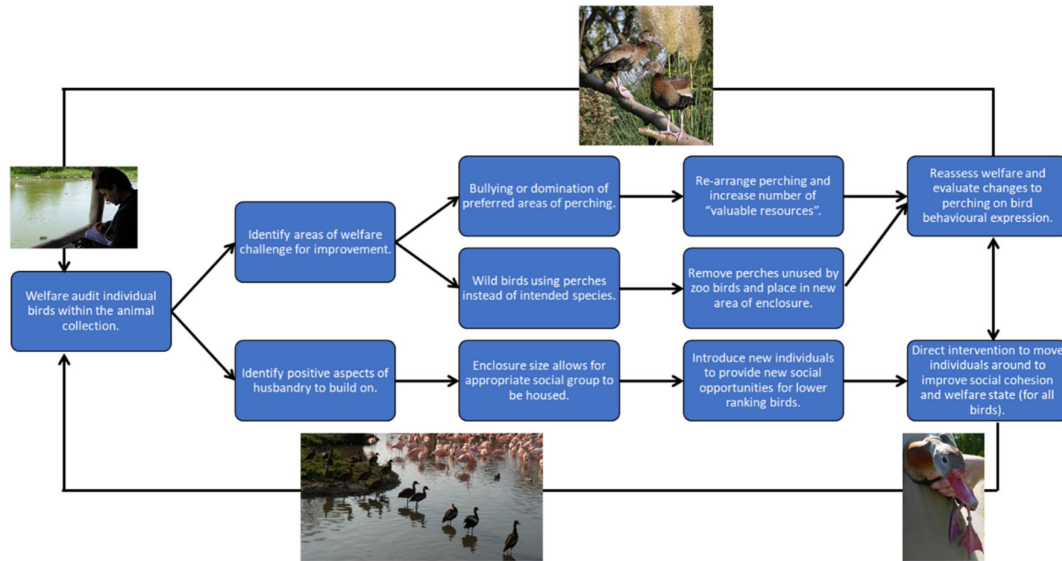 Bullying or domination of
preferred areas of perching.
Re-arrange perching and
increase number of
“valuable resources”.
Reassess welfare and
evaluate changes to
perching on bird
behavioural expression.
Identify areas of welfare
challenge for improvement.
Wild birds using perches
instead of intended species.
Remove perches unused by
zoo birds and place in new
area of enclosure.
Welfare audit individual
birds within the animal
collection.
Identify positive aspects of
husbandry to build on.
Enclosure size allows for
appropriate social group to
be housed.
Introduce new individuals
to provide new social
opportunities for lower
ranking birds.
Direct intervention to move
individuals around to
improve social cohesion
and welfare state (for all
birds).